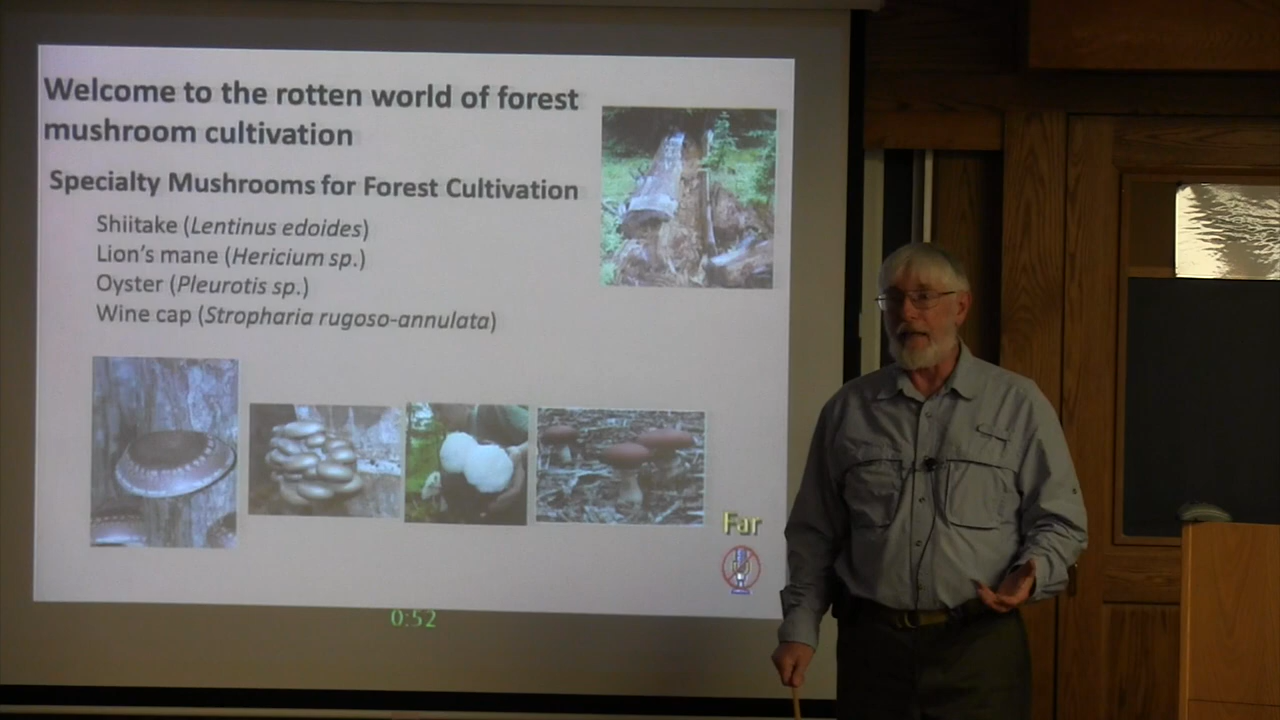 Welcome to the rotten world of forest
mushroom cultivation
Specialty Mushrooms for Forest Cultivation
Shiitake (Lentinus edoides)
Lion's mane (Hericium sp.)
Oyster (Pleurotis sp.)
Wine cap (Stropharia rugoso-annulata)
Far
0:52